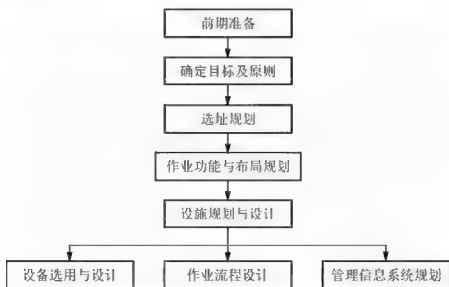 前期准备
确定目标及原则
选址规划
作业功能与布局规划
设施规划与设计
设备选用与设计
作业流程设计
管理信息系统规划